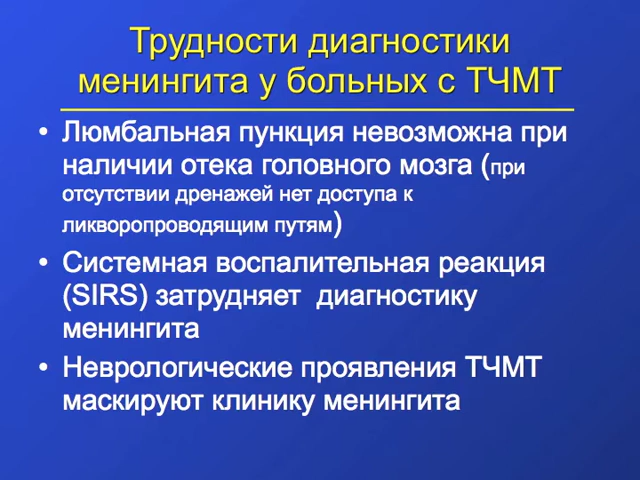 Трудности диагностики
менингита у больных с ТЧМТ
• Люмбальная пункция невозможна при
наличии отека головного мозга (при
отсутствии дренажей нет доступа к
ликворопроводящим путям)
• Системная воспалительная реакция
(SIRS) затрудняет диагностику
менингита
• Неврологические проявления ТЧМТ
маскируют клинику менингита